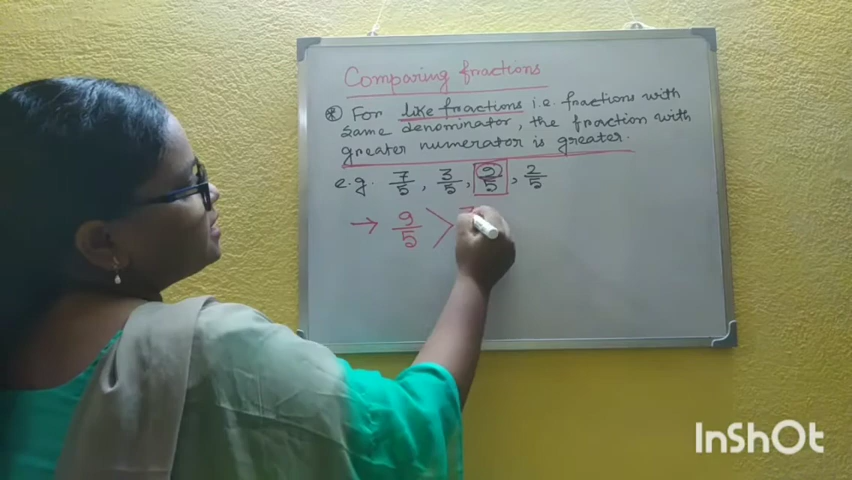 Comparing fractions
* For like fractions i.e. fractions with
same denominator, the fraction with
greater numerator is greater.
e.g. 7/5, 3/5, 9/5, 2/5
→ 9/5 > 7
InShOt